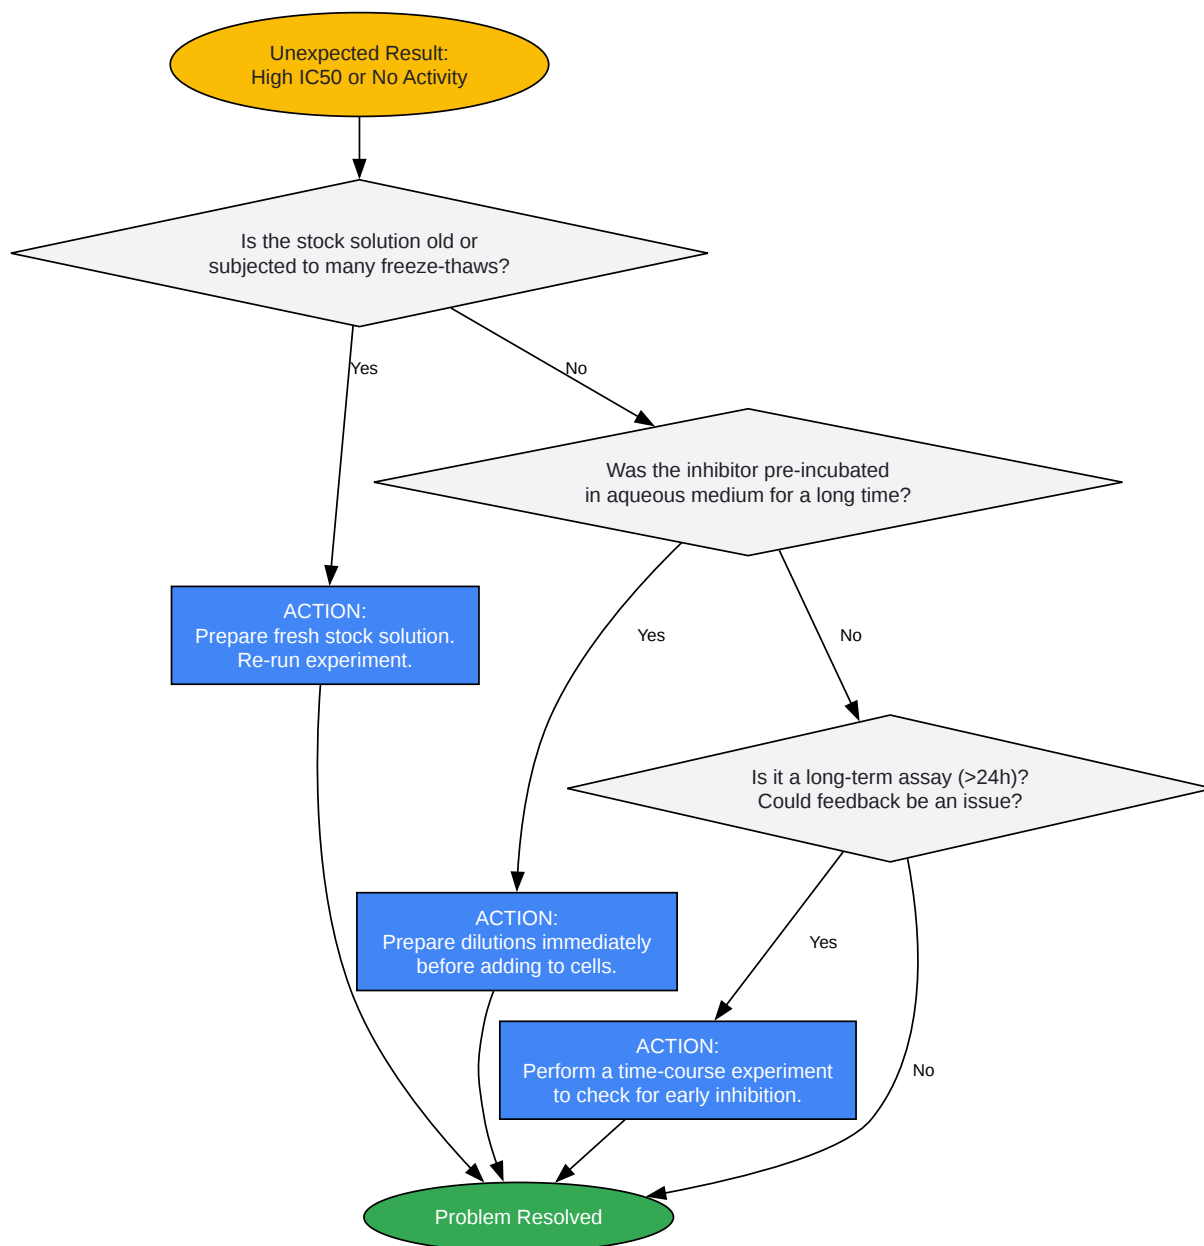 Unexpected Result:
High IC50 or No Activity
Is the stock solution old or
subjected to many freeze-thaws?
Yes
No
Was the inhibitor pre-incubated
in aqueous medium for a long time?
ACTION:
Prepare fresh stock solution.
Re-run experiment.
Yes
No
Is it a long-term assay (>24h)?
Could feedback be an issue?
ACTION:
Prepare dilutions immediately
before adding to cells.
Yes
No
ACTION:
Perform a time-course experiment
to check for early inhibition.
Problem Resolved